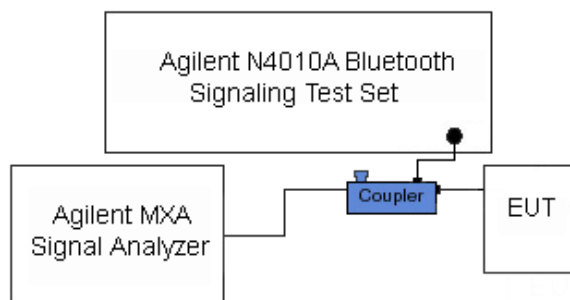 Agilent N4010A Bluetooth
Signaling Test Set
Coupler
Agilent MXA
Signal Analyzer
EUT